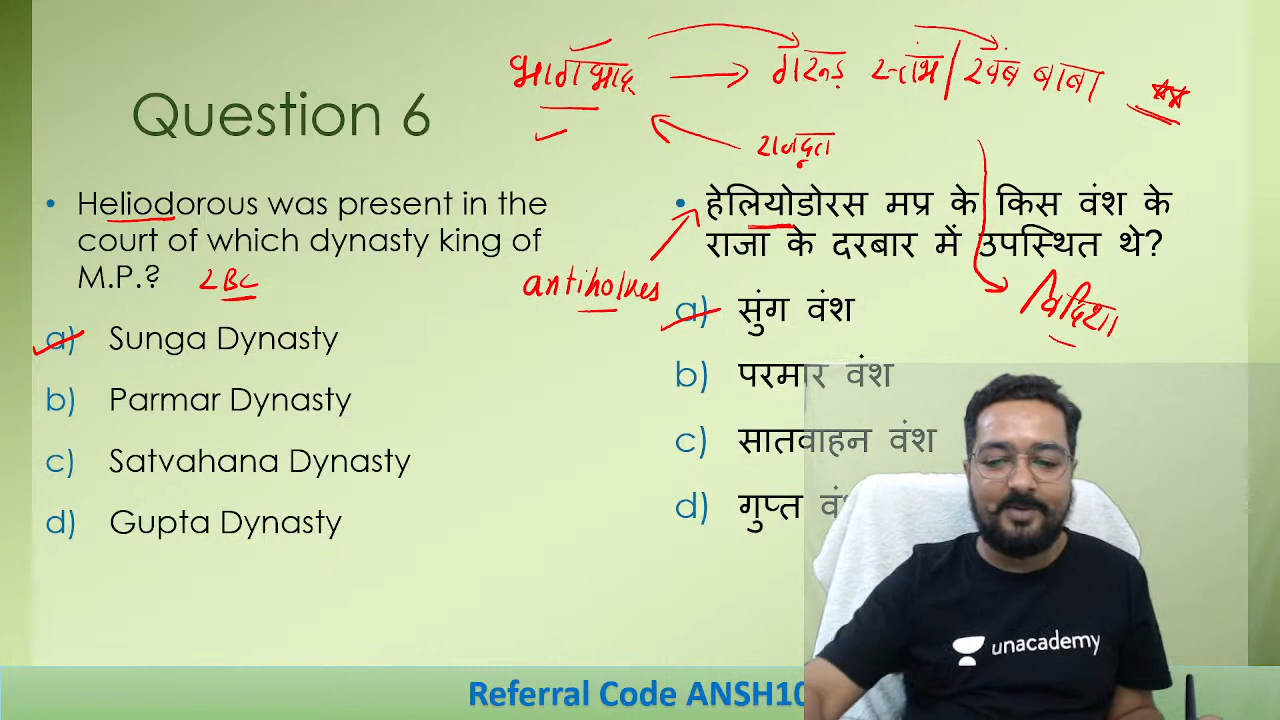 भागभद्र → गरुड़ स्तंभ/खंब बाबा
राजदूत
Question 6
• Heliodorous was present in the
court of which dynasty king of
M.P.? 2BC
a) Sunga Dynasty
b) Parmar Dynasty
c) Satvahana Dynasty
d) Gupta Dynasty
• हेलियोडोरस मप्र के किस वंश के
राजा के दरबार में उपस्थित थे?
विदिशा
a) सुंग वंश
b) परमार वंश
c) सातवाहन वंश
d) गुप्त
unacademy
Referral Code ANSH10